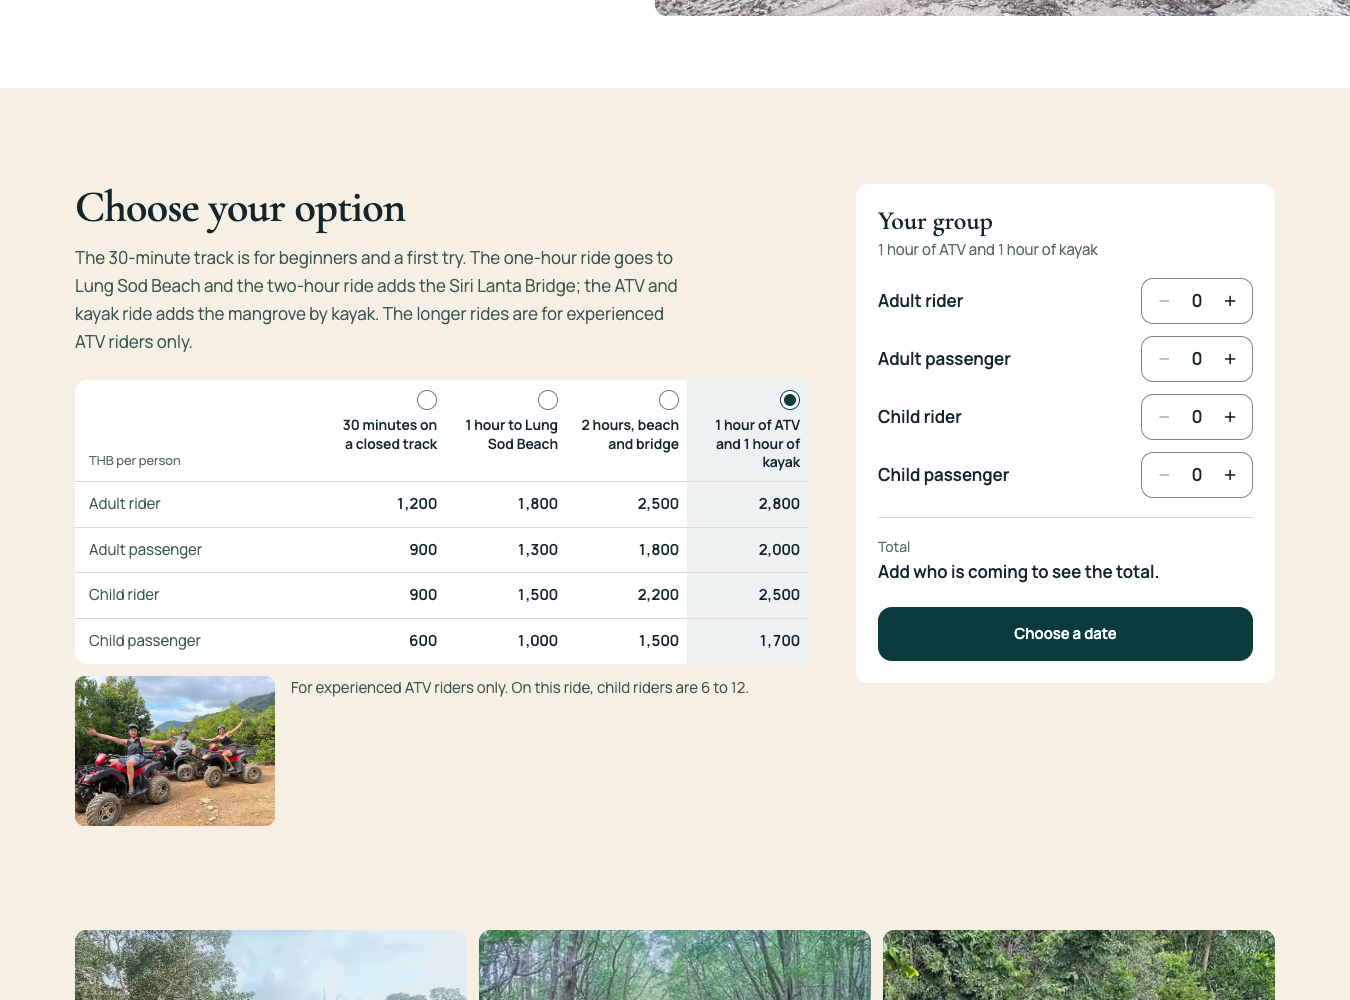 Choose your option
The 30-minute track is for beginners and a first try. The one-hour ride goes to
Lung Sod Beach and the two-hour ride adds the Siri Lanta Bridge; the ATV and
kayak ride adds the mangrove by kayak. The longer rides are for experienced
ATV riders only.
THB per person
30 minutes on
a closed track
1 hour to Lung
Sod Beach
2 hours, beach
and bridge
1 hour of ATV
and 1 hour of
kayak
Adult rider 1,200 1,800 2,500 2,800
Adult passenger 900 1,300 1,800 2,000
Child rider 900 1,500 2,200 2,500
Child passenger 600 1,000 1,500 1,700
For experienced ATV riders only. On this ride, child riders are 6 to 12.
Your group
1 hour of ATV and 1 hour of kayak
Adult rider − 0 +
Adult passenger − 0 +
Child rider − 0 +
Child passenger − 0 +
Total
Add who is coming to see the total.
Choose a date